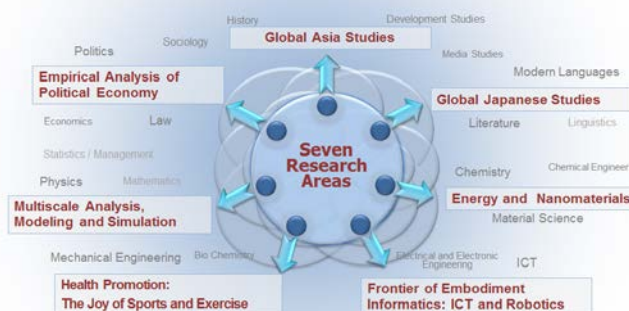 History
Development Studies
Sociology
Global Asia Studies
Politics
Media Studies
Empirical Analysis of
Political Economy
Modern Languages
Global Japanese Studies
Economics
Law
Literature
Linguistics
Seven
Research
Areas
Statistics / Management
Chemistry
Chemical Engineer
Physics
Mathematics
Energy and Nanomaterials
Multiscale Analysis,
Modeling and Simulation
Material Science
Mechanical Engineering
Bio Chemistry
Electrical and Electronic
Engineering
ICT
Health Promotion:
The Joy of Sports and Exercise
Frontier of Embodiment
Informatics: ICT and Robotics